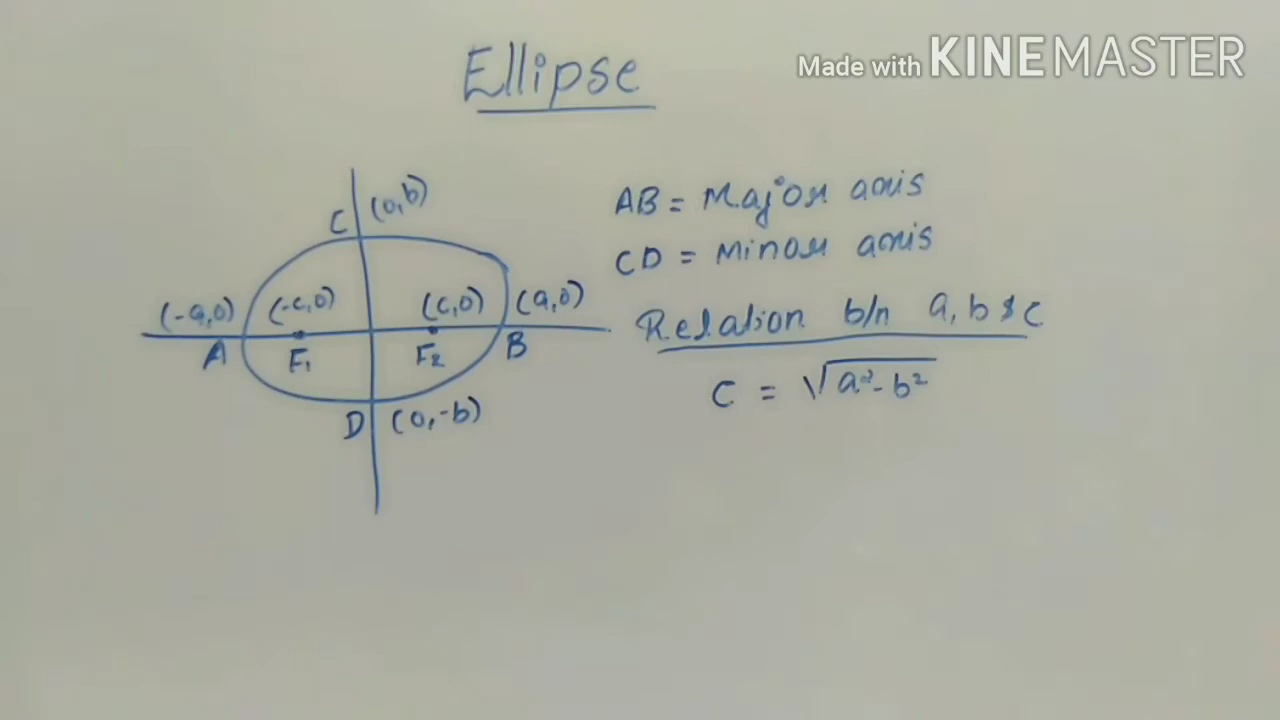 Made with KINEMASTER
Ellipse
C (0,b)
AB = Major axis
CD = Minor axis
(-a,0) (-c,0) (c,0) (a,0)
A F1 F2 B
D (0,-b)
Relation b/n a, b & c
C = √a²-b²